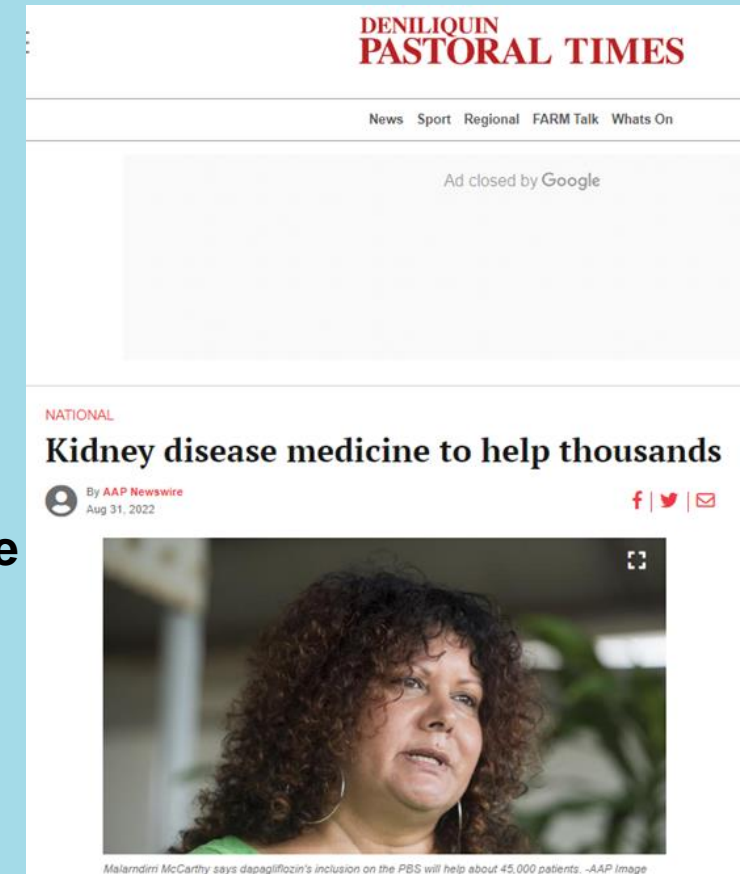 DENILIQUIN
PASTORAL TIMES
News Sport Regional FARM Talk Whats On
Ad closed by Google
NATIONAL
Kidney disease medicine to help thousands
By AAP Newswire
Aug 31, 2022
e
Malarndirri McCarthy says dapagliflozin's inclusion on the PBS will help about 45,000 patients. -AAP Image